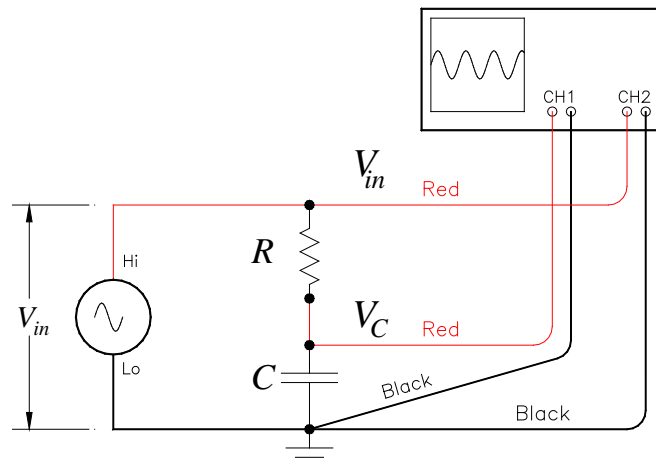 CH1 CH2
V_in
Red
Hi
R
V_in
V_C
Red
Lo
C
Black
Black